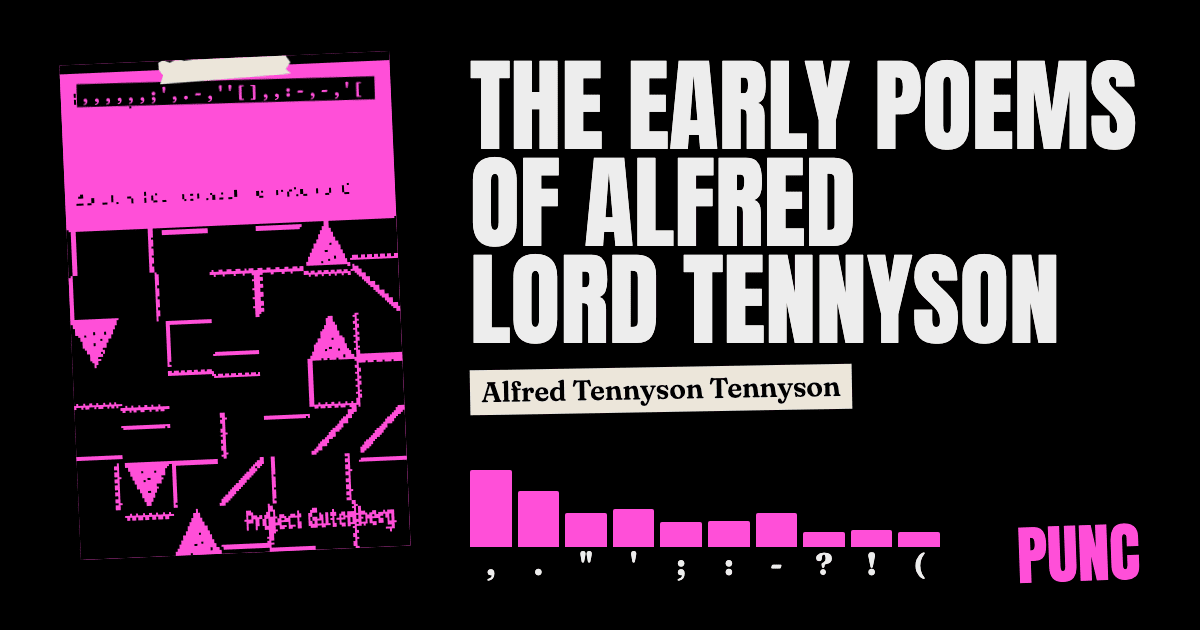 ;,,,,,,;',.-,''[],,:-,-,'[
THE EARLY POEMS
OF ALFRED
LORD TENNYSON
Alfred Tennyson Tennyson
Project Gutenberg
, . " ' ; : - ? ! (
PUNC